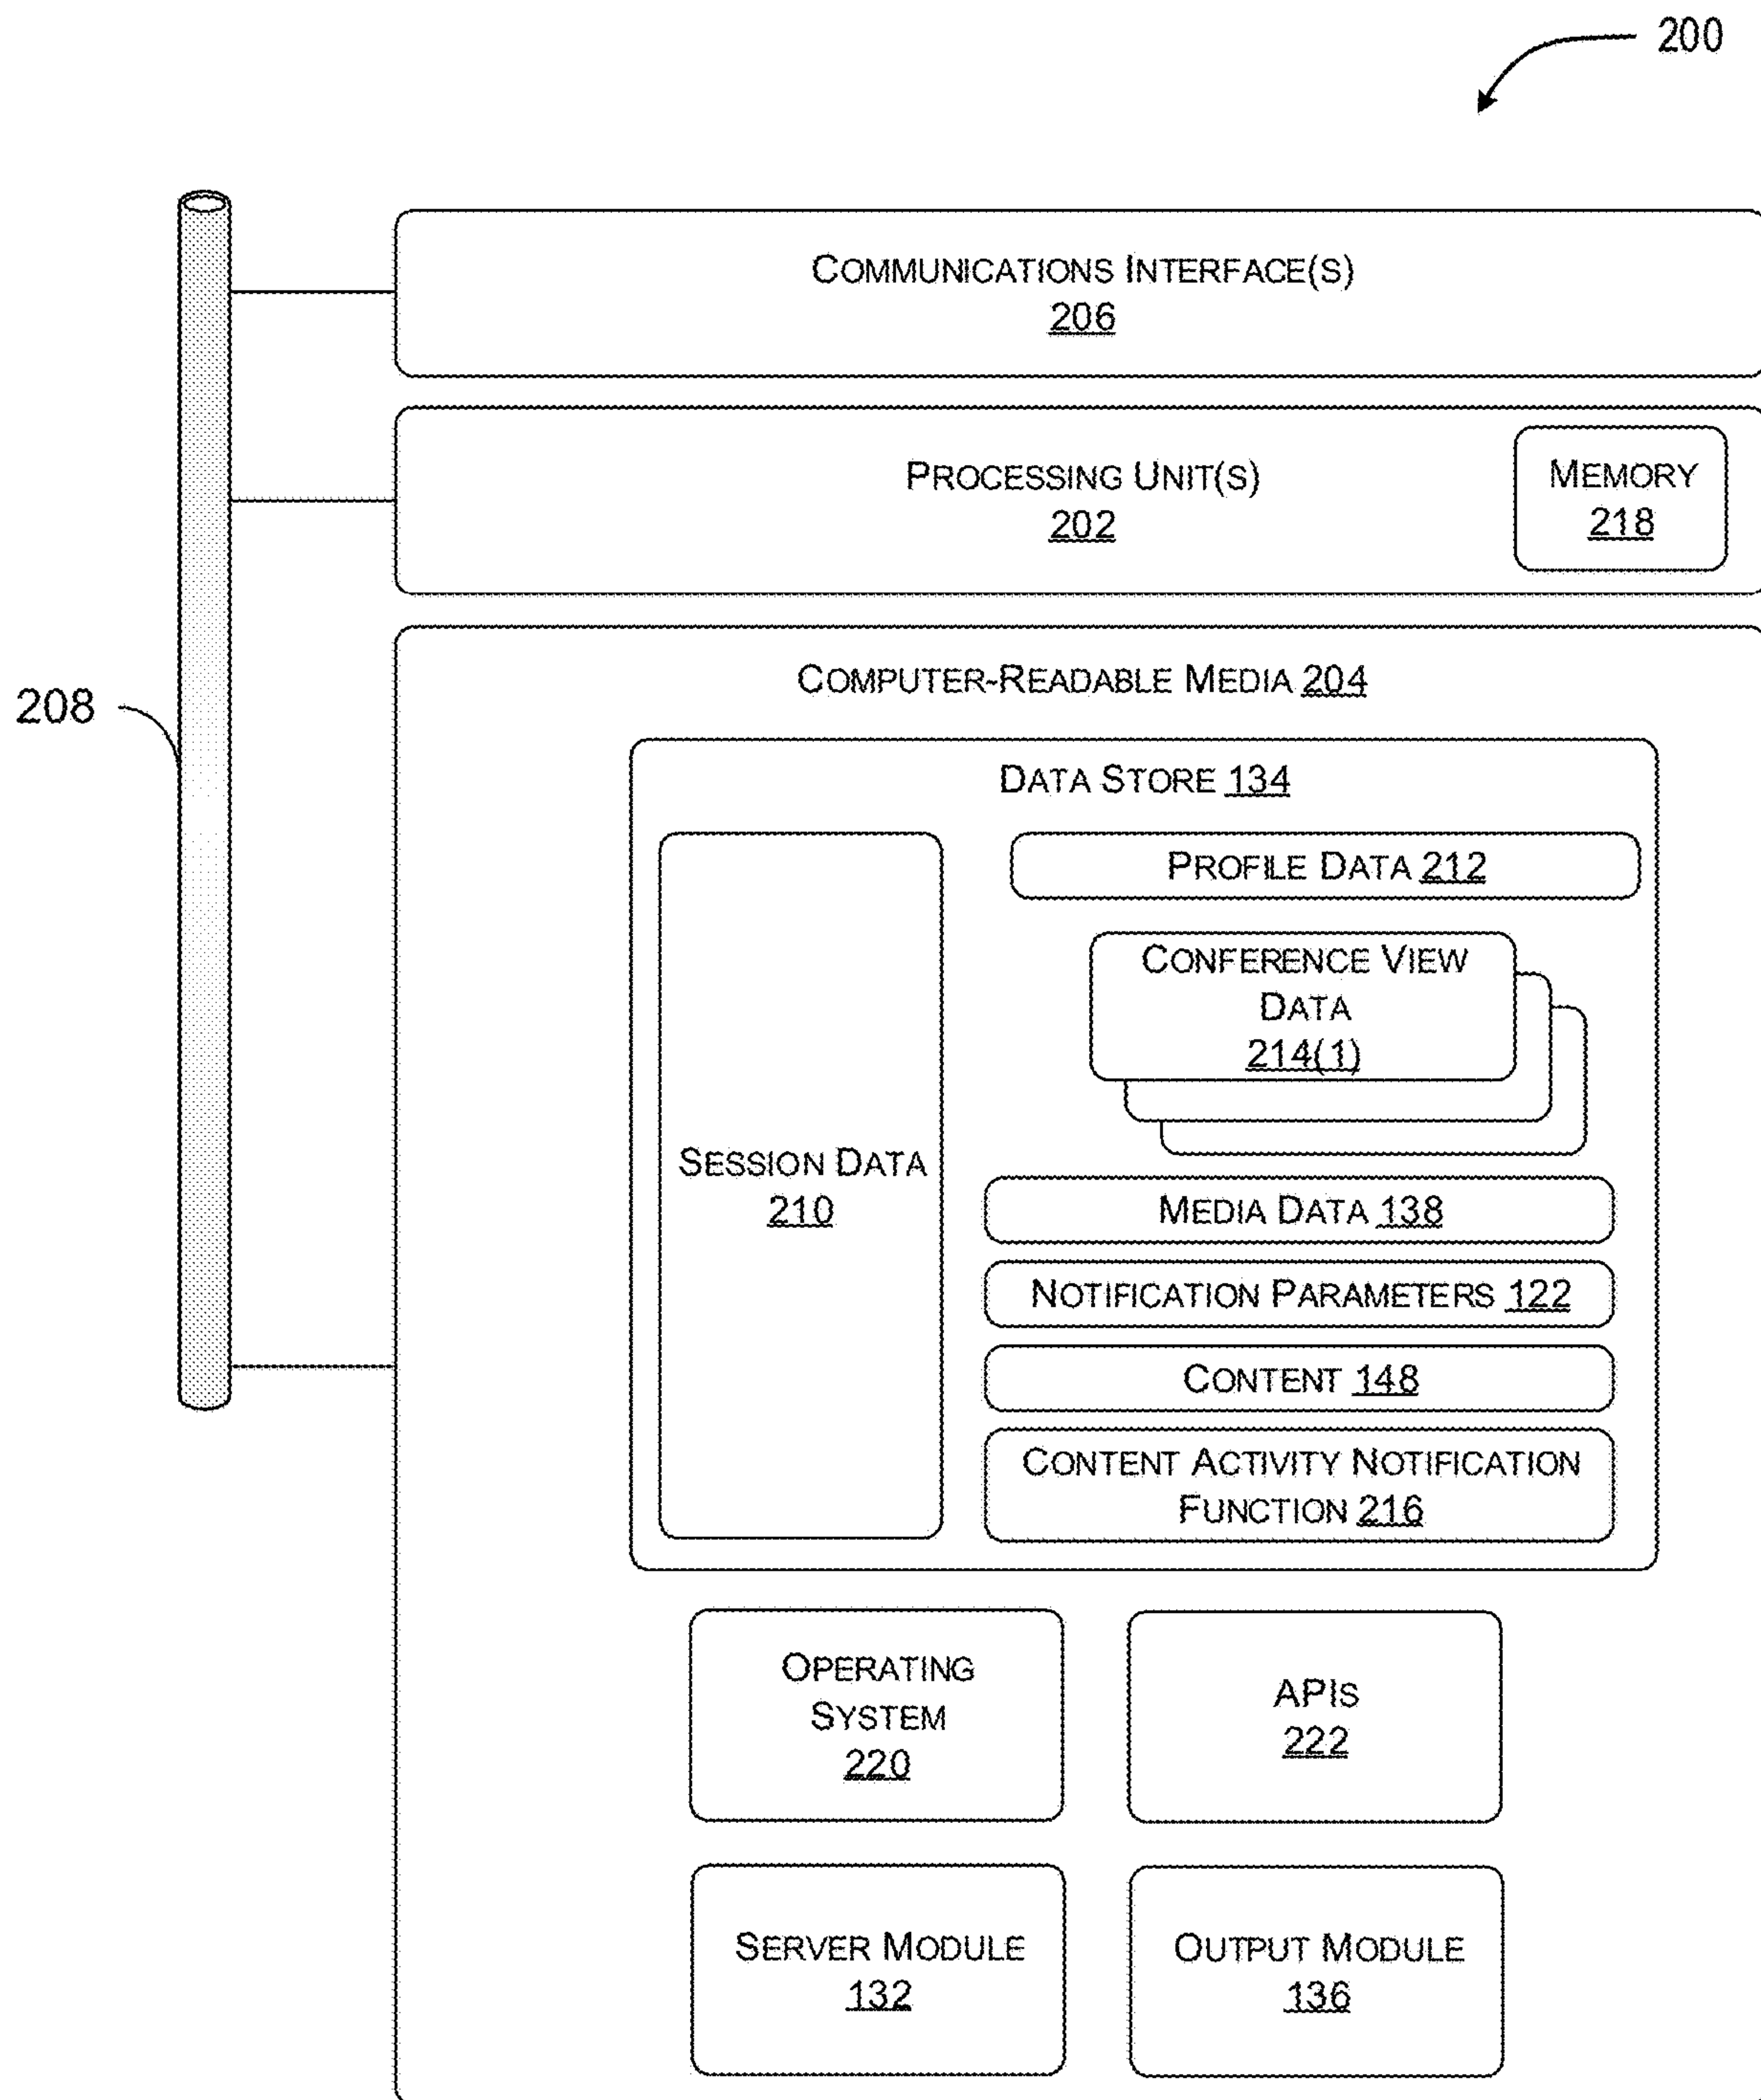 200
COMMUNICATIONS INTERFACE(S)
206
PROCESSING UNIT(S)
202
MEMORY
218
208
COMPUTER-READABLE MEDIA 204
DATA STORE 134
SESSION DATA
210
PROFILE DATA 212
CONFERENCE VIEW
DATA
214(1)
MEDIA DATA 138
NOTIFICATION PARAMETERS 122
CONTENT 148
CONTENT ACTIVITY NOTIFICATION
FUNCTION 216
OPERATING
SYSTEM
220
APIS
222
SERVER MODULE
132
OUTPUT MODULE
136